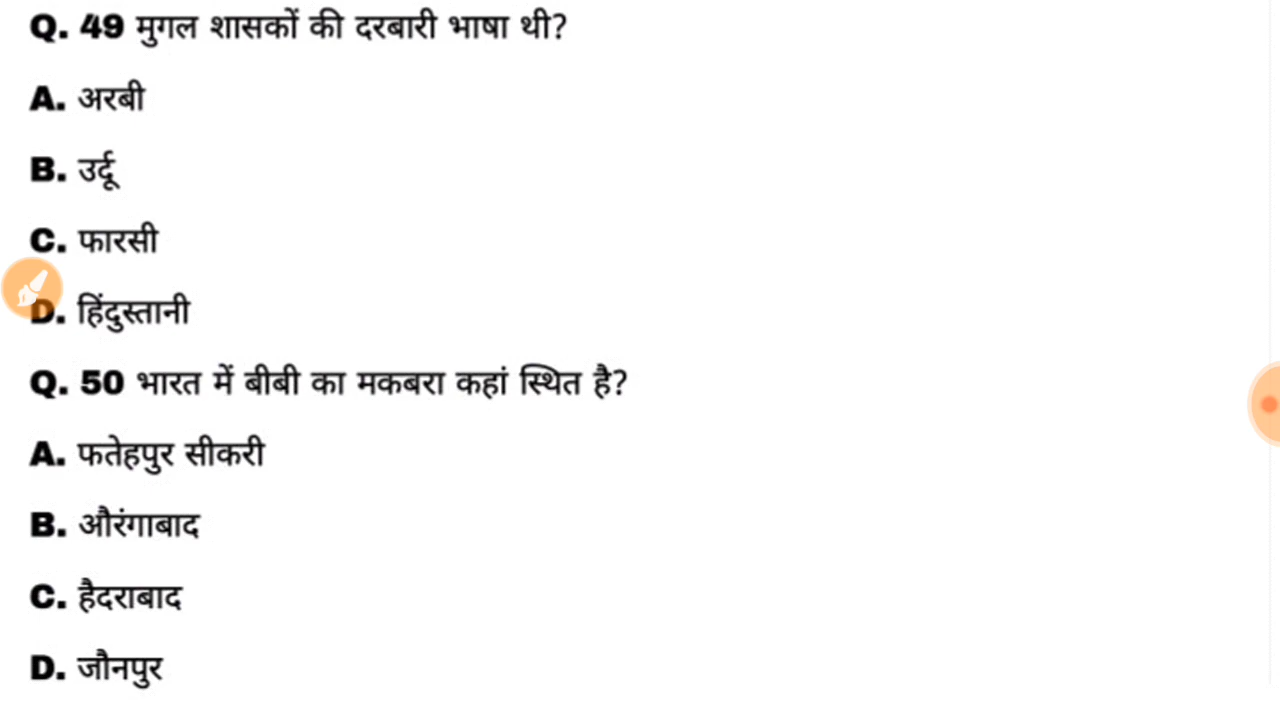 Q. 49 मुगल शासकों की दरबारी भाषा थी?
A. अरबी
B. उर्दू
C. फारसी
D. हिंदुस्तानी
Q. 50 भारत में बीबी का मकबरा कहां स्थित है?
A. फतेहपुर सीकरी
B. औरंगाबाद
C. हैदराबाद
D. जौनपुर